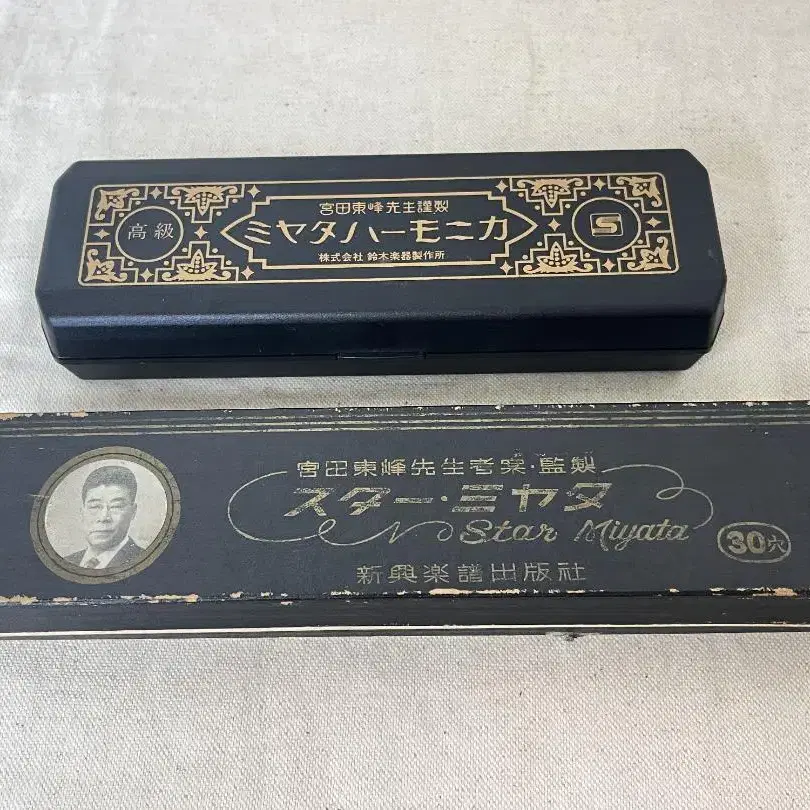 宮田東峰先生謹製
高級
ミヤタハーモニカ
S
株式会社 鈴木楽器製作所
宮田東峰先生考案・監製
スター・ミヤタ
Star Miyata
30穴
新興楽譜出版社